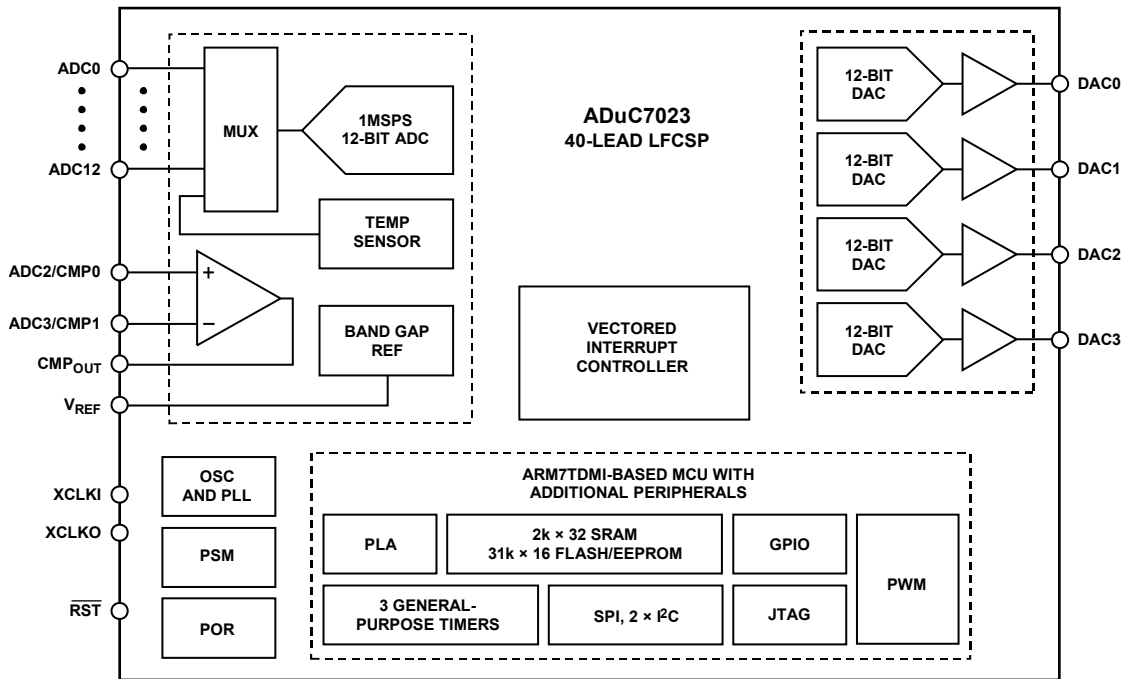 ADC0
ADC12
ADC2/CMP0
ADC3/CMP1
CMPOUT
VREF
XCLKI
XCLKO
RST
MUX
1MSPS
12-BIT ADC
TEMP
SENSOR
+
−
BAND GAP
REF
ADuC7023
40-LEAD LFCSP
VECTORED
INTERRUPT
CONTROLLER
12-BIT
DAC
DAC0
12-BIT
DAC
DAC1
12-BIT
DAC
DAC2
12-BIT
DAC
DAC3
OSC
AND PLL
PSM
POR
ARM7TDMI-BASED MCU WITH
ADDITIONAL PERIPHERALS
PLA
2k × 32 SRAM
31k × 16 FLASH/EEPROM
GPIO
PWM
3 GENERAL-
PURPOSE TIMERS
SPI, 2 × I²C
JTAG